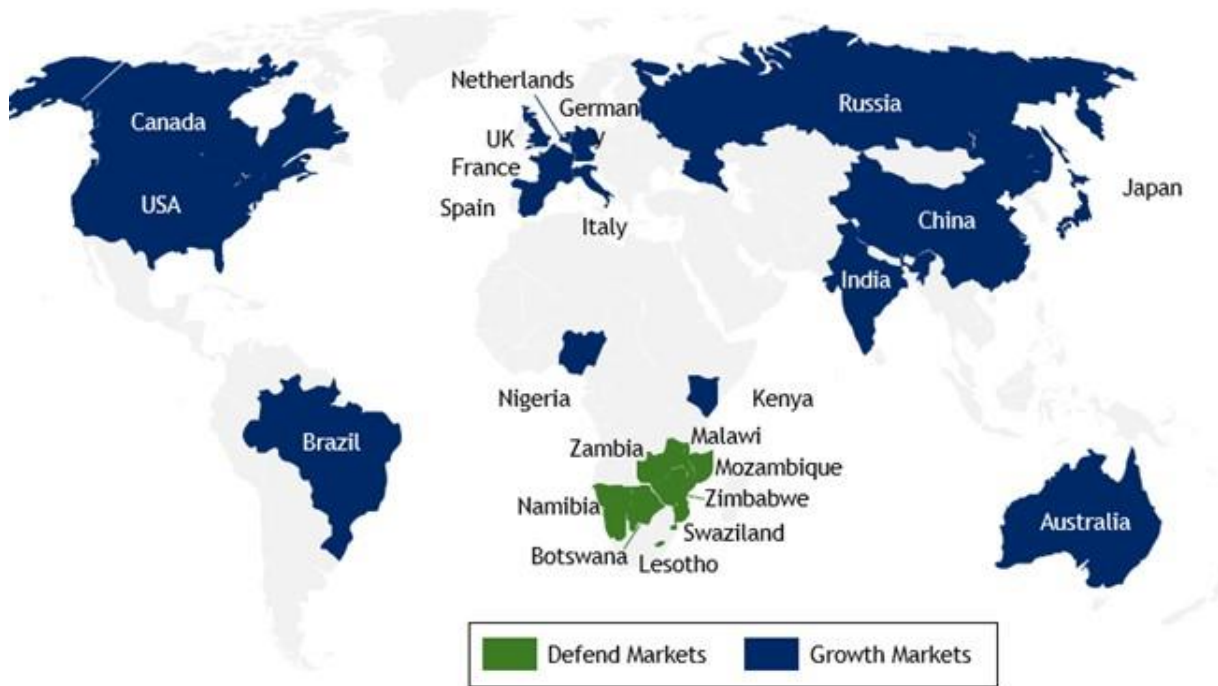 Netherlands
German
y
Canada
Russia
UK
France
Japan
USA
Spain
China
Italy
India
Nigeria
Kenya
Brazil
Malawi
Zambia
Mozambique
Namibia
Zimbabwe
Australia
Swaziland
Botswana
Lesotho
Defend Markets
Growth Markets